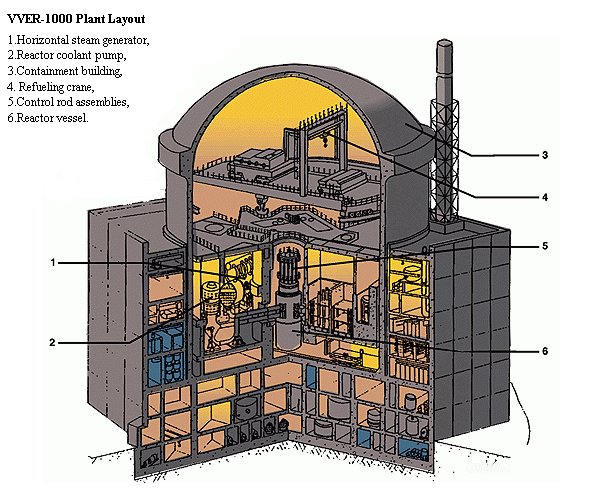 VVER-1000 Plant Layout
1.Horizontal steam generator,
2.Reactor coolant pump,
3.Containment building,
4. Refueling crane,
5.Control rod assemblies,
6.Reactor vessel.
3
4
1
5
2
6